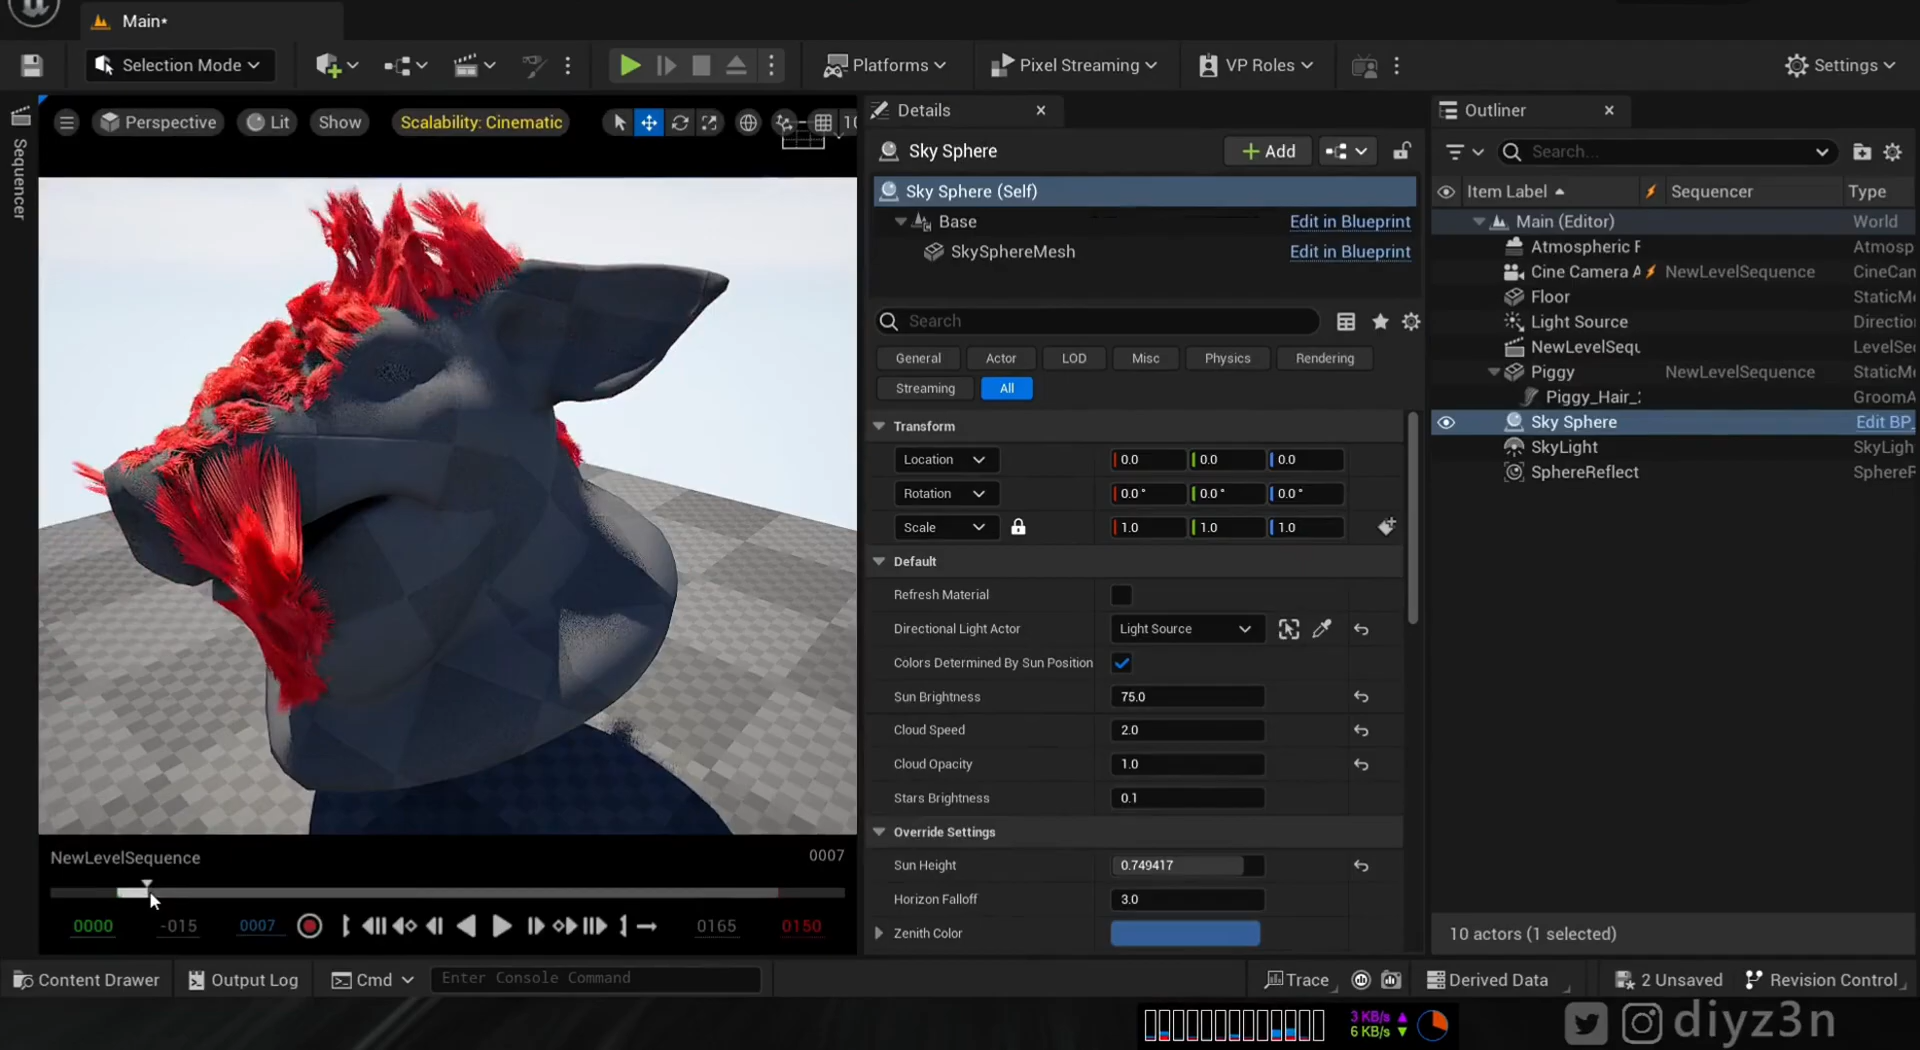 Main*
Selection Mode
Platforms
Pixel Streaming
VP Roles
Settings
Sequencer
Perspective
Lit
Show
Scalability: Cinematic
10
Details
Sky Sphere
Add
Sky Sphere (Self)
Base
Edit in Blueprint
SkySphereMesh
Edit in Blueprint
Search
General
Actor
LOD
Misc
Physics
Rendering
Streaming
All
Transform
Location
0.0
0.0
0.0
Rotation
0.0 °
0.0 °
0.0 °
Scale
1.0
1.0
1.0
Default
Refresh Material
Directional Light Actor
Light Source
Colors Determined By Sun Position
Sun Brightness
75.0
Cloud Speed
2.0
Cloud Opacity
1.0
Stars Brightness
0.1
Override Settings
Sun Height
0.749417
Horizon Falloff
3.0
Zenith Color
Outliner
Search...
Item Label
Sequencer
Type
Main (Editor)
World
Atmospheric F
Atmosp
Cine Camera A
NewLevelSequence
CineCam
Floor
StaticMe
Light Source
Direction
NewLevelSequ
LevelSec
Piggy
NewLevelSequence
StaticMe
Piggy_Hair_
GroomA
Sky Sphere
Edit BP_
SkyLight
SkyLigh
SphereReflect
SphereR
10 actors (1 selected)
NewLevelSequence
0007
0000
-015
0007
0165
0150
Content Drawer
Output Log
Cmd
Enter Console Command
Trace
Derived Data
2 Unsaved
Revision Control
3 KB/s
6 KB/s
diyz3n